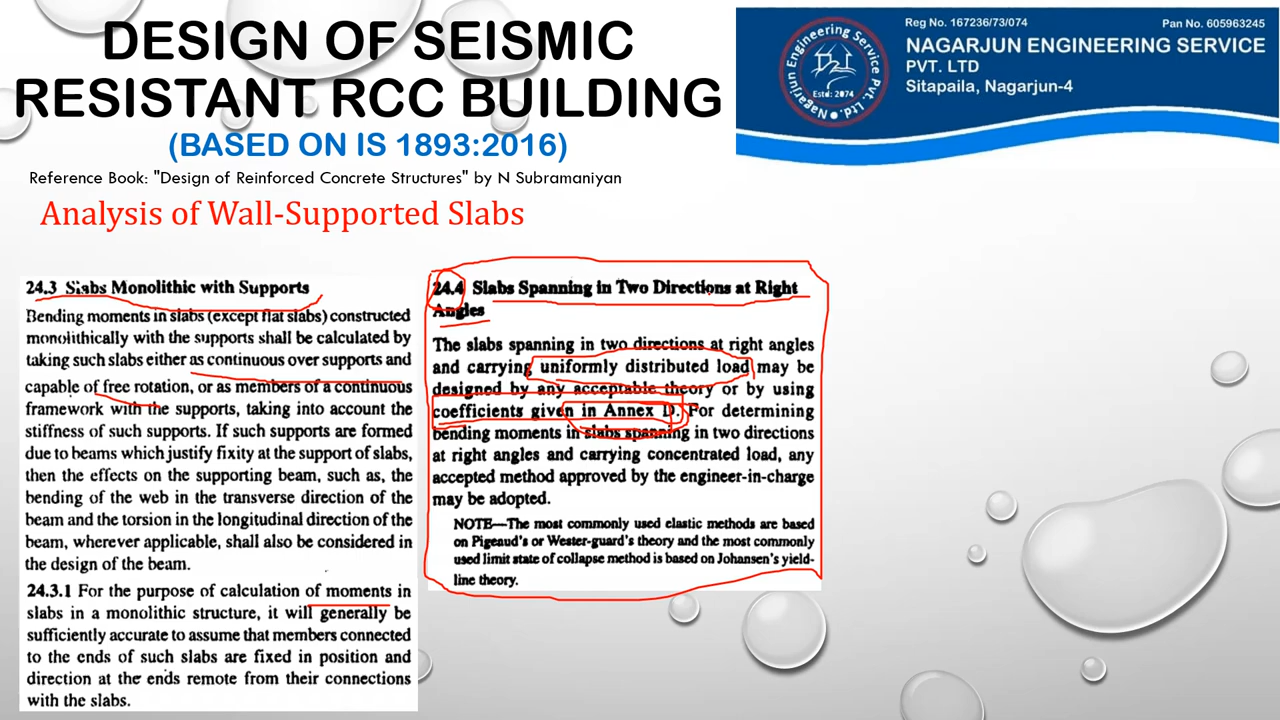 DESIGN OF SEISMIC
RESISTANT RCC BUILDING
(BASED ON IS 1893:2016)
Reference Book: "Design of Reinforced Concrete Structures" by N Subramaniyan
Analysis of Wall-Supported Slabs
Reg No. 167236/73/074
Pan No. 605963245
NAGARJUN ENGINEERING SERVICE
PVT. LTD
Sitapaila, Nagarjun-4
Nagarjun Engineering Service Pvt. Ltd.
Estd: 2074
24.3 Slabs Monolithic with Supports
Bending moments in slabs (except flat slabs) constructed
monolithically with the supports shall be calculated by
taking such slabs either as continuous over supports and
capable of free rotation, or as members of a continuous
framework with the supports, taking into account the
stiffness of such supports. If such supports are formed
due to beams which justify fixity at the support of slabs,
then the effects on the supporting beam, such as, the
bending of the web in the transverse direction of the
beam and the torsion in the longitudinal direction of the
beam, wherever applicable, shall also be considered in
the design of the beam.
24.3.1 For the purpose of calculation of moments in
slabs in a monolithic structure, it will generally be
sufficiently accurate to assume that members connected
to the ends of such slabs are fixed in position and
direction at the ends remote from their connections
with the slabs.
24.4 Slabs Spanning in Two Directions at Right
Angles
The slabs spanning in two directions at right angles
and carrying uniformly distributed load may be
designed by any acceptable theory or by using
coefficients given in Annex D. For determining
bending moments in slabs spanning in two directions
at right angles and carrying concentrated load, any
accepted method approved by the engineer-in-charge
may be adopted.
NOTE—The most commonly used elastic methods are based
on Pigeaud's or Wester-guard's theory and the most commonly
used limit state of collapse method is based on Johansen's yield-
line theory.